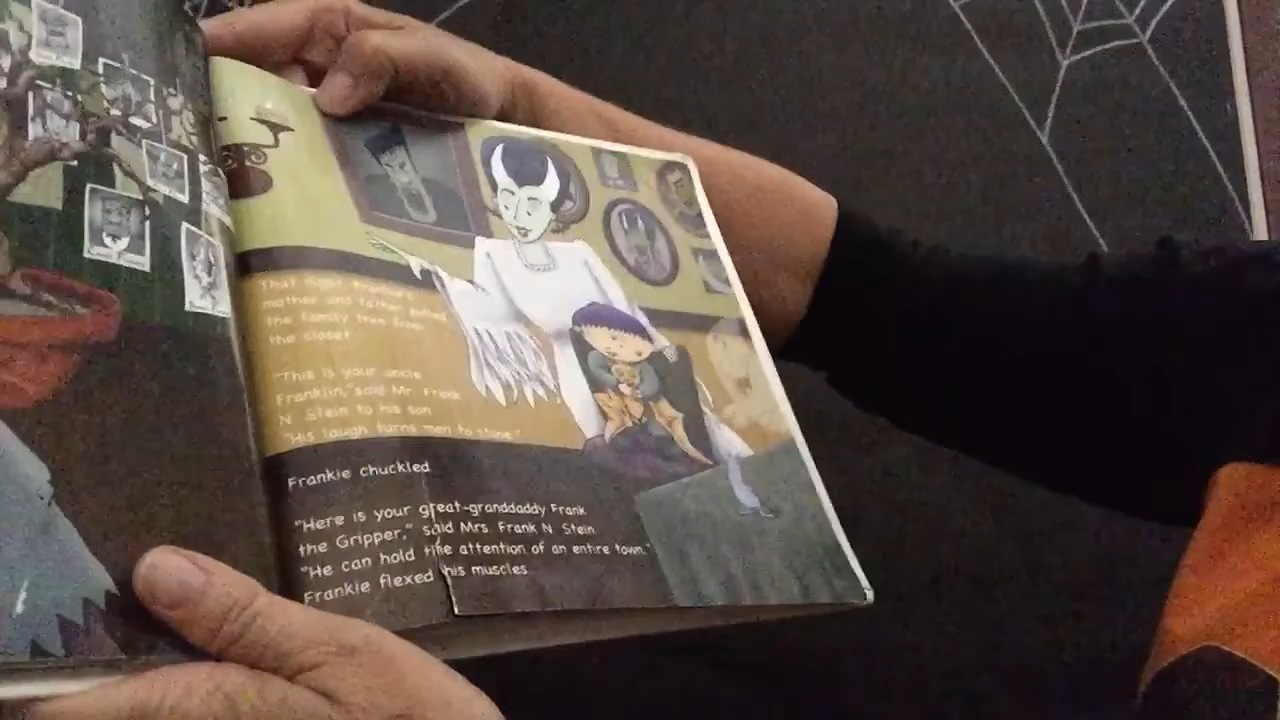 That night, Frankie's
mother and father pulled
the family tree from
the closet
"This is your uncle
Franklin," said Mr. Frank
N. Stein to his son
"His laugh turns men to stone."
Frankie chuckled
"Here is your great-granddaddy Frank
the Gripper," said Mrs. Frank N. Stein
"He can hold the attention of an entire town."
Frankie flexed his muscles